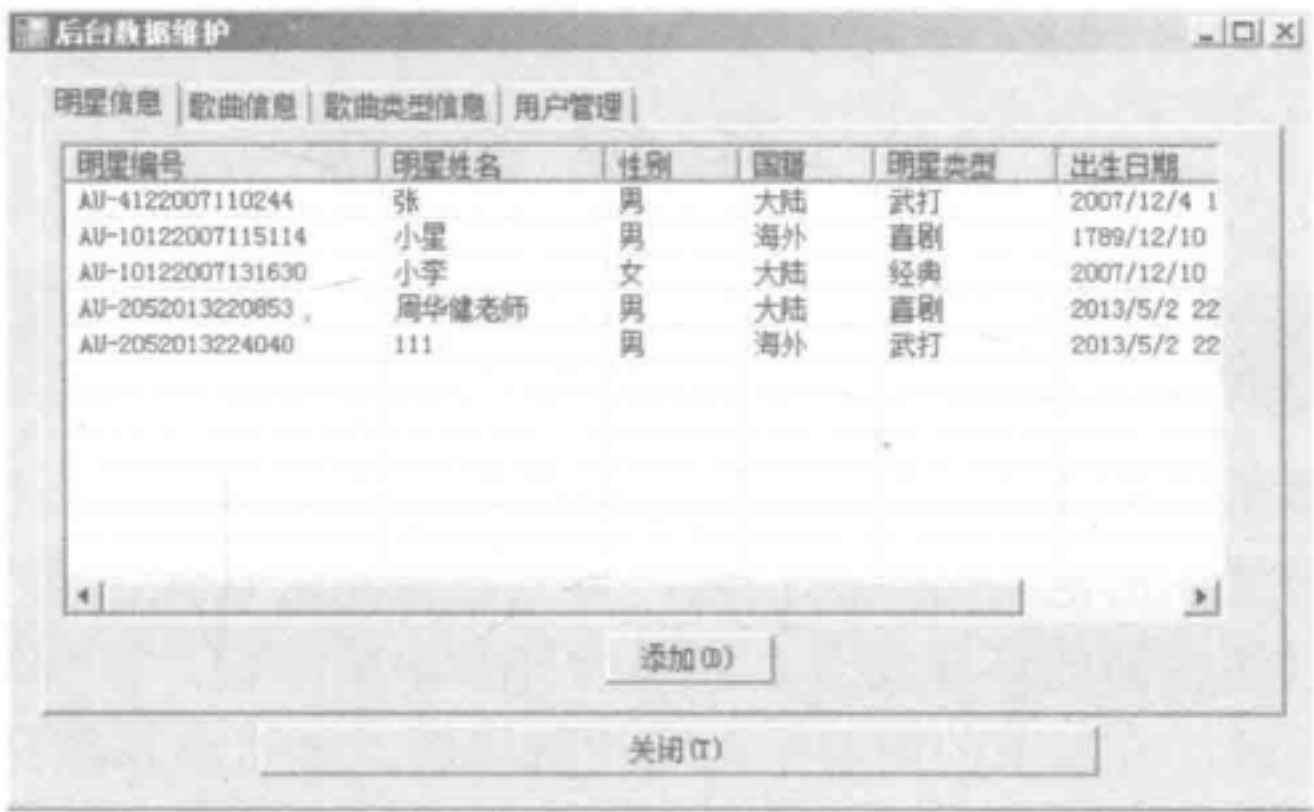 后台数据维护
明星信息 歌曲信息 歌曲类型信息 用户管理
明星编号 明星姓名 性别 国籍 明星类型 出生日期
AU-4122007110244 张 男 大陆 武打 2007/12/4 1
AU-10122007115114 小星 男 海外 喜剧 1789/12/10
AU-10122007131630 小李 女 大陆 经典 2007/12/10
AU-2052013220853 周华健老师 男 大陆 喜剧 2013/5/2 22
AU-2052013224040 111 男 海外 武打 2013/5/2 22
添加(D)
关闭(T)